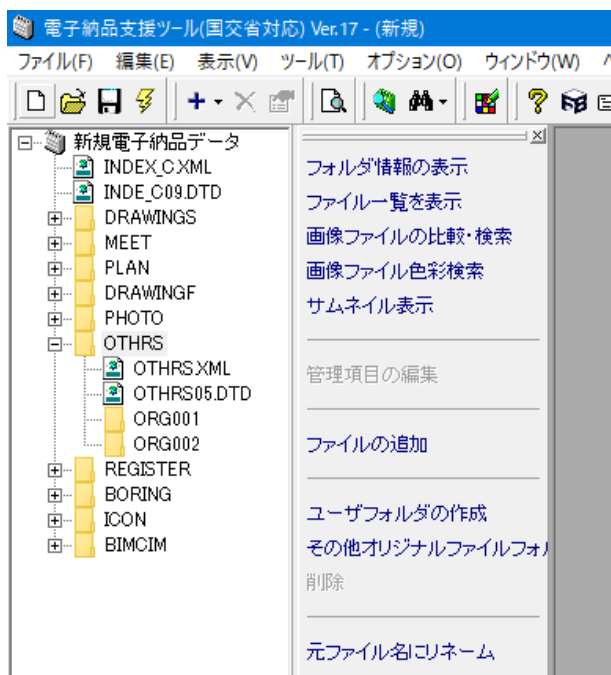 電子納品支援ツール(国交省対応) Ver.17 - (新規)
ファイル(F) 編集(E) 表示(V) ツール(T) オプション(O) ウィンドウ(W)
新規電子納品データ
INDEX_C.XML
INDE_C09.DTD
DRAWINGS
MEET
PLAN
DRAWINGF
PHOTO
OTHRS
OTHRS.XML
OTHRS05.DTD
ORG001
ORG002
REGISTER
BORING
ICON
BIMCIM
フォルダ情報の表示
ファイル一覧を表示
画像ファイルの比較・検索
画像ファイル色彩検索
サムネイル表示
管理項目の編集
ファイルの追加
ユーザフォルダの作成
その他オリジナルファイルフォル
削除
元ファイル名にリネーム